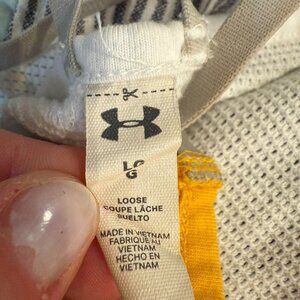 LG
G
LOOSE
COUPE LÂCHE
SUELTO
MADE IN VIETNAM
FABRIQUÉ AU
VIETNAM
HECHO EN
VIETNAM